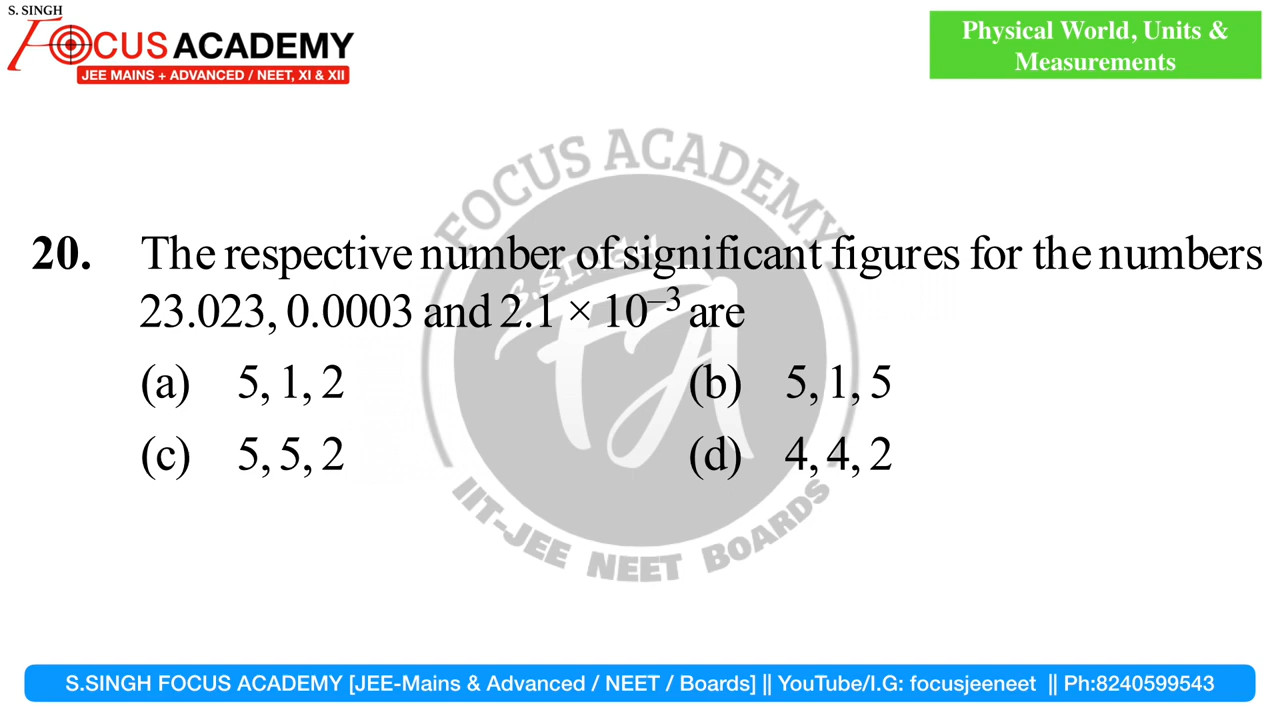 S. SINGH
FOCUS ACADEMY
JEE MAINS + ADVANCED / NEET, XI & XII
Physical World, Units &
Measurements
FOCUS ACADEMY
S.SINGH
20. The respective number of significant figures for the numbers
23.023, 0.0003 and 2.1 × 10⁻³ are
(a) 5, 1, 2 (b) 5, 1, 5
(c) 5, 5, 2 (d) 4, 4, 2
FA
IIT-JEE NEET BOARDS
S.SINGH FOCUS ACADEMY [JEE-Mains & Advanced / NEET / Boards] || YouTube/I.G: focusjeeneet || Ph:8240599543